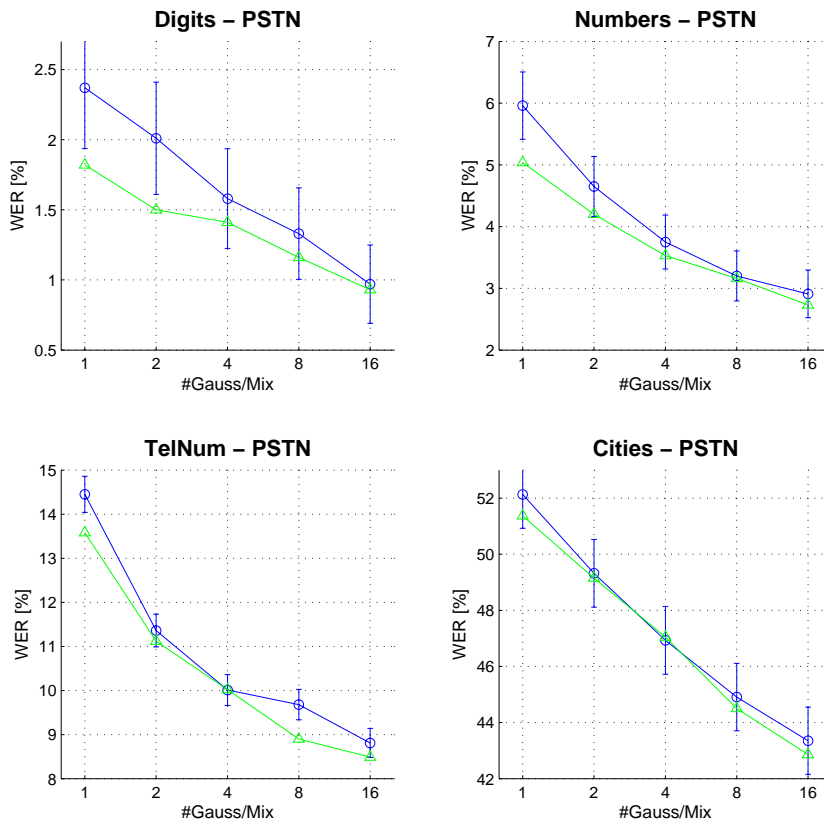 Digits – PSTN
WER [%]
2.5
2
1.5
1
0.5
1 2 4 8 16
#Gauss/Mix
Numbers – PSTN
WER [%]
7
6
5
4
3
2
1 2 4 8 16
#Gauss/Mix
TelNum – PSTN
WER [%]
15
14
13
12
11
10
9
8
1 2 4 8 16
#Gauss/Mix
Cities – PSTN
WER [%]
52
50
48
46
44
42
1 2 4 8 16
#Gauss/Mix